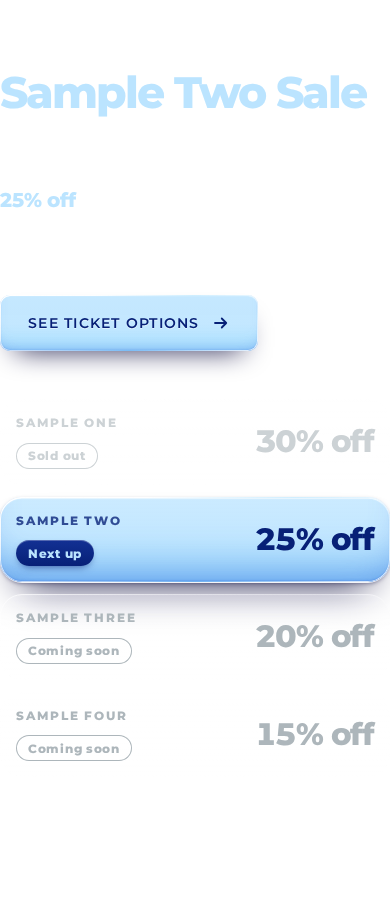 Sample Two Sale
25% off
SEE TICKET OPTIONS →
SAMPLE ONE
Sold out
30% off
SAMPLE TWO
Next up
25% off
SAMPLE THREE
Coming soon
20% off
SAMPLE FOUR
Coming soon
15% off